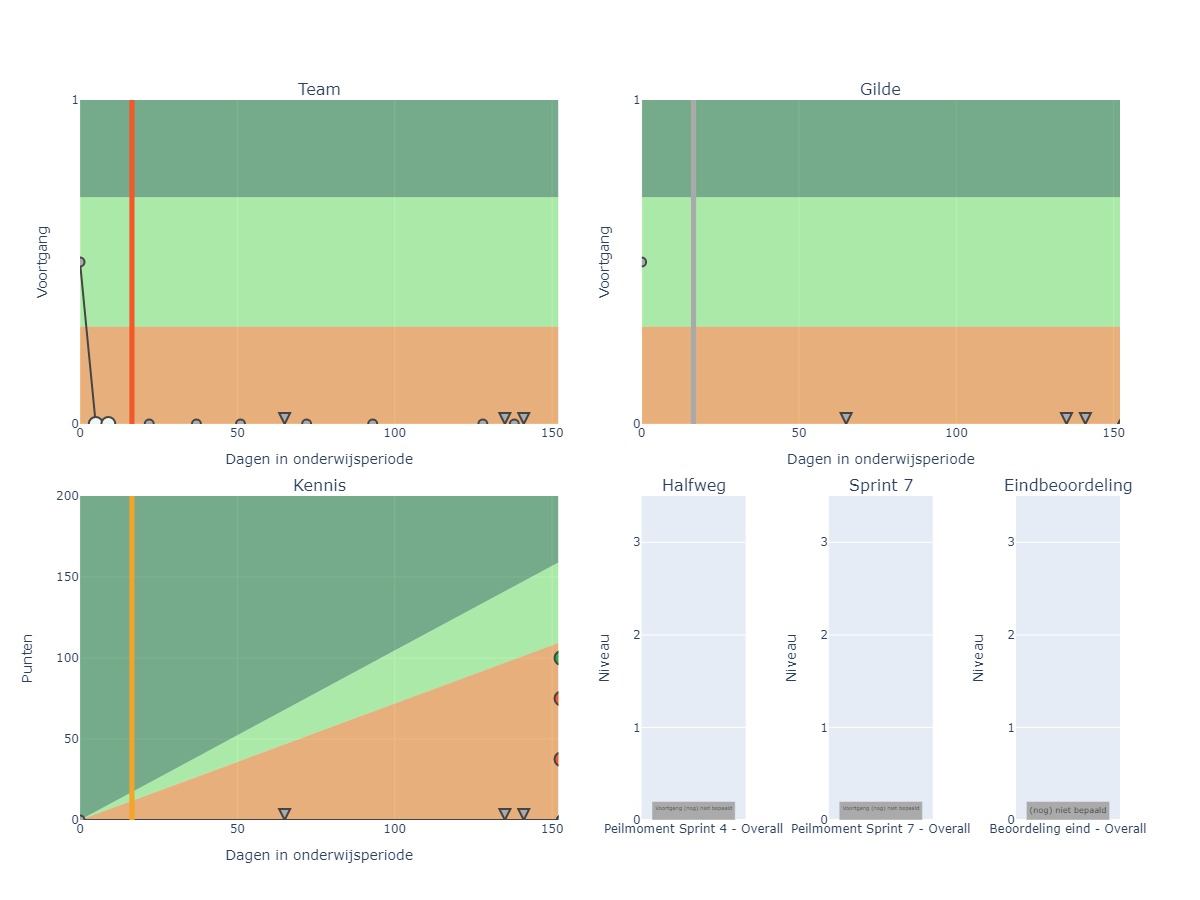 Team
Gilde
1
0
Voortgang
0
50
100
150
Dagen in onderwijsperiode
1
0
Voortgang
0
50
100
150
Dagen in onderwijsperiode
Kennis
200
150
100
50
0
Punten
0
50
100
150
Dagen in onderwijsperiode
Halfweg
3
2
1
0
Niveau
Voortgang (nog) niet bepaald
Peilmoment Sprint 4 - Overall
Sprint 7
3
2
1
0
Niveau
Voortgang (nog) niet bepaald
Peilmoment Sprint 7 - Overall
Eindbeoordeling
3
2
1
0
Niveau
(nog) niet bepaald
Beoordeling eind - Overall